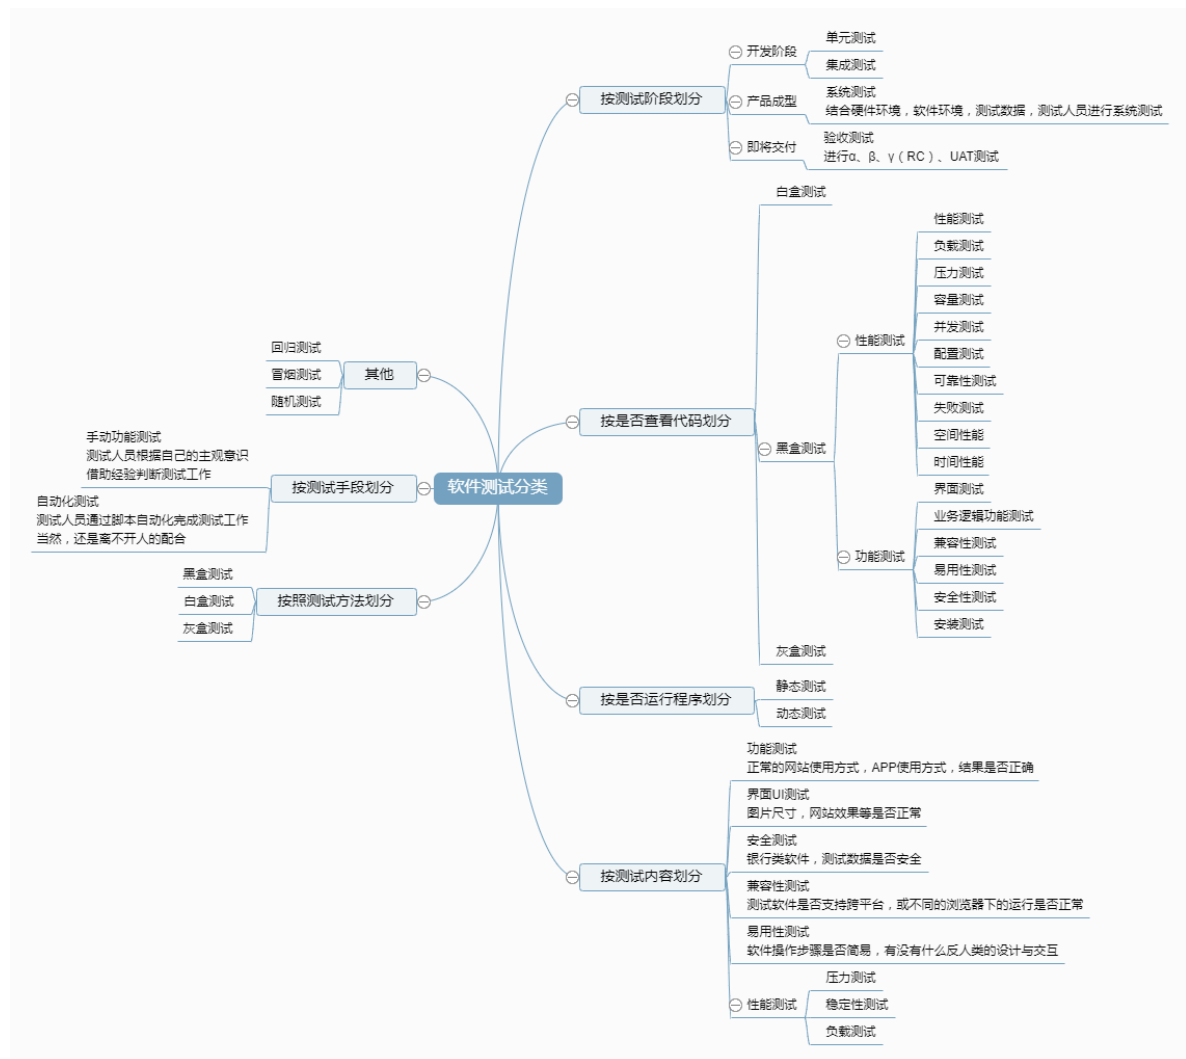 软件测试分类
按测试阶段划分
开发阶段
单元测试
集成测试
产品成型
系统测试
结合硬件环境，软件环境，测试数据，测试人员进行系统测试
即将交付
验收测试
进行α、β、γ（RC）、UAT测试
按是否查看代码划分
白盒测试
黑盒测试
性能测试
性能测试
负载测试
压力测试
容量测试
并发测试
配置测试
可靠性测试
失败测试
空间性能
时间性能
功能测试
界面测试
业务逻辑功能测试
兼容性测试
易用性测试
安全性测试
安装测试
灰盒测试
按是否运行程序划分
静态测试
动态测试
按测试内容划分
功能测试
正常的网站使用方式，APP使用方式，结果是否正确
界面UI测试
图片尺寸，网站效果等是否正常
安全测试
银行类软件，测试数据是否安全
兼容性测试
测试软件是否支持跨平台，或不同的浏览器下的运行是否正常
易用性测试
软件操作步骤是否简易，有没有什么反人类的设计与交互
性能测试
压力测试
稳定性测试
负载测试
其他
回归测试
冒烟测试
随机测试
按测试手段划分
手动功能测试
测试人员根据自己的主观意识
借助经验判断测试工作
自动化测试
测试人员通过脚本自动化完成测试工作
当然，还是离不开人的配合
按照测试方法划分
黑盒测试
白盒测试
灰盒测试